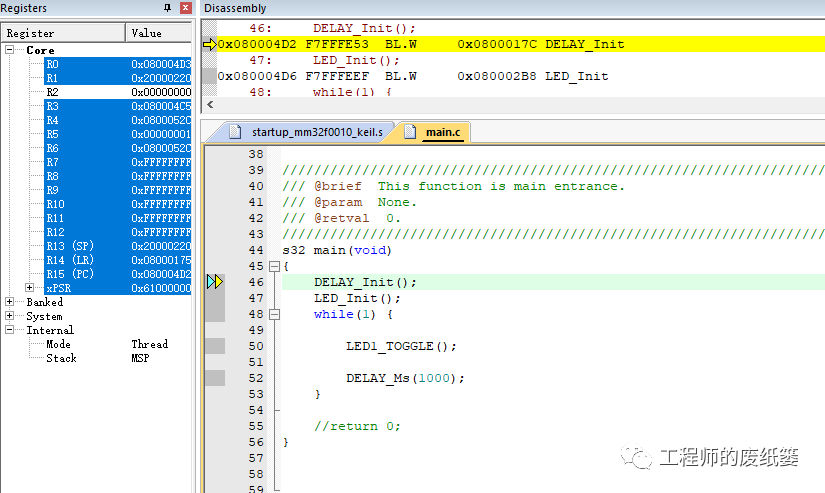 Registers
Register Value
Core
R0 0x080004D3
R1 0x20000220
R2 0x00000000
R3 0x080004C5
R4 0x0800052C
R5 0x00000001
R6 0x0800052C
R7 0xFFFFFFFF
R8 0xFFFFFFFF
R9 0xFFFFFFFF
R10 0xFFFFFFFF
R11 0xFFFFFFFF
R12 0xFFFFFFFF
R13 (SP) 0x20000220
R14 (LR) 0x08000175
R15 (PC) 0x080004D2
xPSR 0x61000000
Banked
System
Internal
Mode Thread
Stack MSP
Disassembly
46: DELAY_Init();
0x080004D2 F7FFFE53 BL.W 0x0800017C DELAY_Init
47: LED_Init();
0x080004D6 F7FFFEEF BL.W 0x080002B8 LED_Init
48: while(1) {
startup_mm32f0010_keil.s main.c
38
39 ////////////////////////////////////////////////////////////////////
40 /// @brief This function is main entrance.
41 /// @param None.
42 /// @retval 0.
43 ////////////////////////////////////////////////////////////////////
44 s32 main(void)
45 {
46 DELAY_Init();
47 LED_Init();
48 while(1) {
49
50 LED1_TOGGLE();
51
52 DELAY_Ms(1000);
53 }
54
55 //return 0;
56 }
57
58
59
工程师的废纸篓